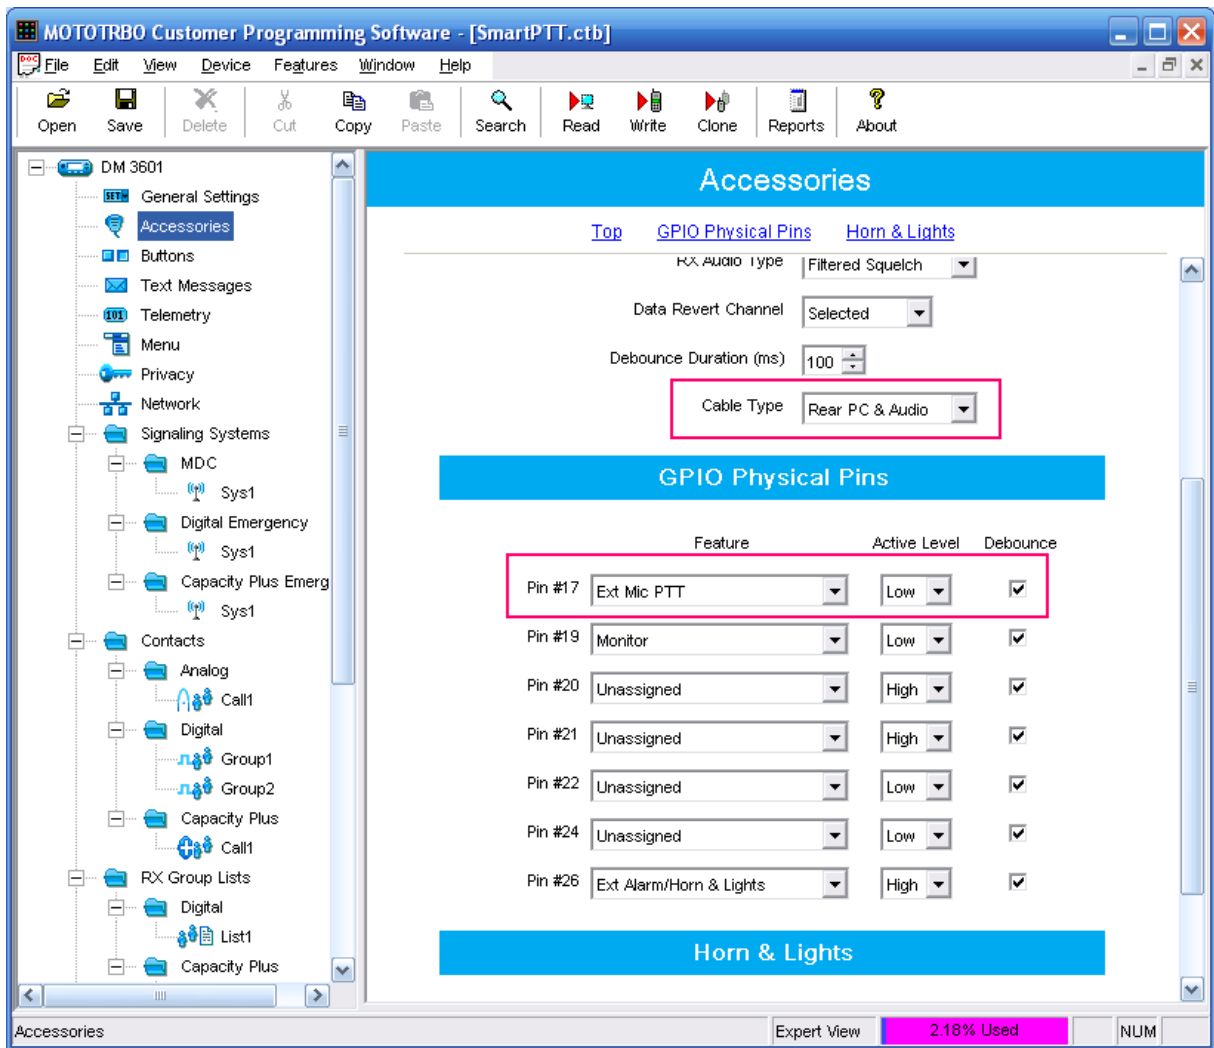 MOTOTRBO Customer Programming Software - [SmartPTT.ctb]
File Edit View Device Features Window Help
Open Save Delete Cut Copy Paste Search Read Write Clone Reports About
DM 3601
General Settings
Accessories
Buttons
Text Messages
Telemetry
Menu
Privacy
Network
Signaling Systems
MDC
Sys1
Digital Emergency
Sys1
Capacity Plus Emerg
Sys1
Contacts
Analog
Call1
Digital
Group1
Group2
Capacity Plus
Call1
RX Group Lists
Digital
List1
Capacity Plus
Accessories
Top GPIO Physical Pins Horn & Lights
RX Audio Type Filtered Squelch
Data Revert Channel Selected
Debounce Duration (ms) 100
Cable Type Rear PC & Audio
GPIO Physical Pins
Feature Active Level Debounce
Pin #17 Ext Mic PTT Low
Pin #19 Monitor Low
Pin #20 Unassigned High
Pin #21 Unassigned High
Pin #22 Unassigned Low
Pin #24 Unassigned Low
Pin #26 Ext Alarm/Horn & Lights High
Horn & Lights
Accessories Expert View 2.18% Used NUM